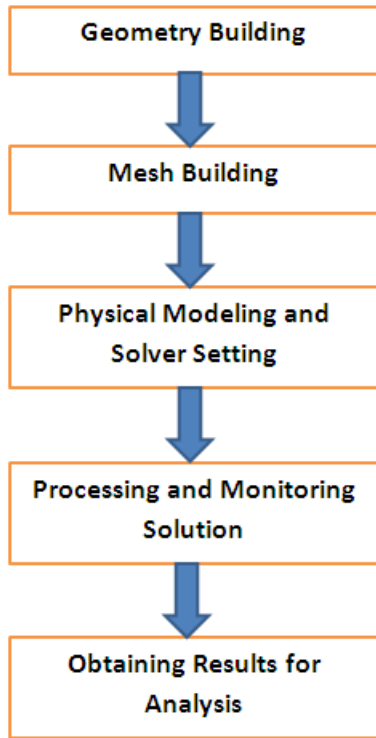 Geometry Building
Mesh Building
Physical Modeling and
Solver Setting
Processing and Monitoring
Solution
Obtaining Results for
Analysis